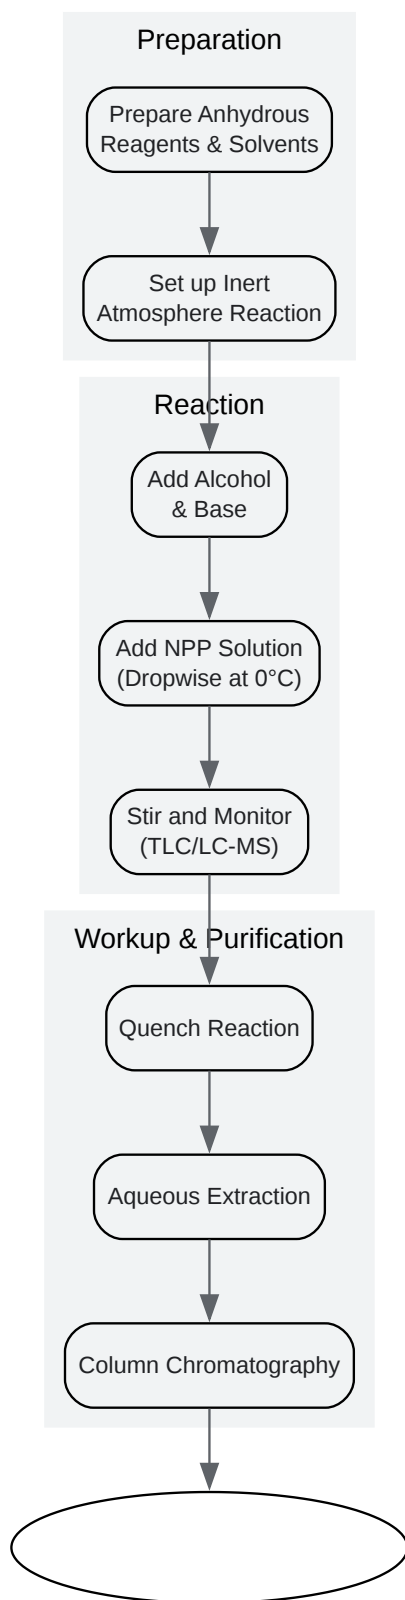 Preparation
Prepare Anhydrous
Reagents & Solvents
Set up Inert
Atmosphere Reaction
Reaction
Add Alcohol
& Base
Add NPP Solution
(Dropwise at 0°C)
Stir and Monitor
(TLC/LC-MS)
Workup & Purification
Quench Reaction
Aqueous Extraction
Column Chromatography